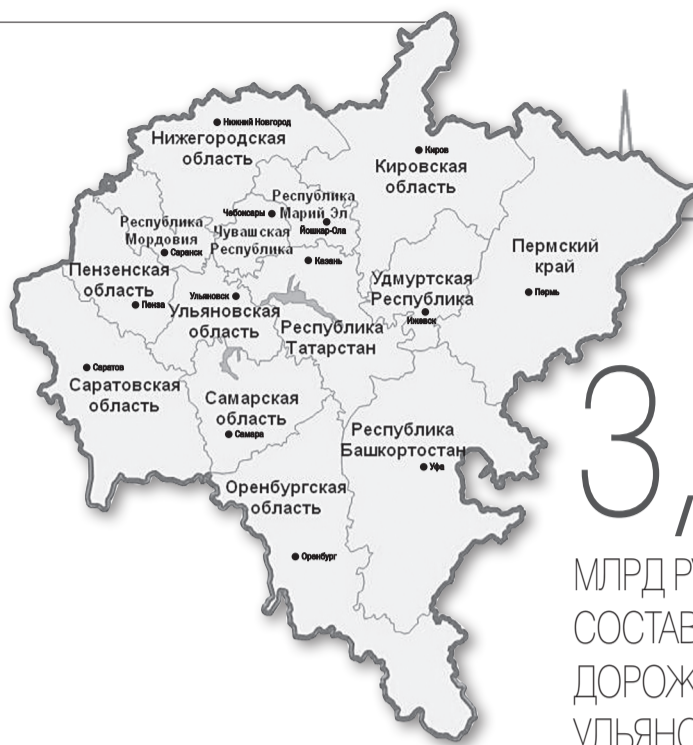 Нижний Новгород
Нижегородская
область
Киров
Кировская
область
Республика
Марий Эл
Йошкар-Ола
Чебоксары
Чувашская
Республика
Республика
Мордовия
Саранск
Казань
Пермский
край
Пермь
Удмуртская
Республика
Ижевск
Пензенская
область
Пенза
Ульяновск
Ульяновская
область
Республика
Татарстан
Саратов
Саратовская
область
Самарская
область
Самара
Республика
Башкортостан
Уфа
Оренбургская
область
Оренбург
3,
МЛРД
СОСТАВ
ДОРОЖ